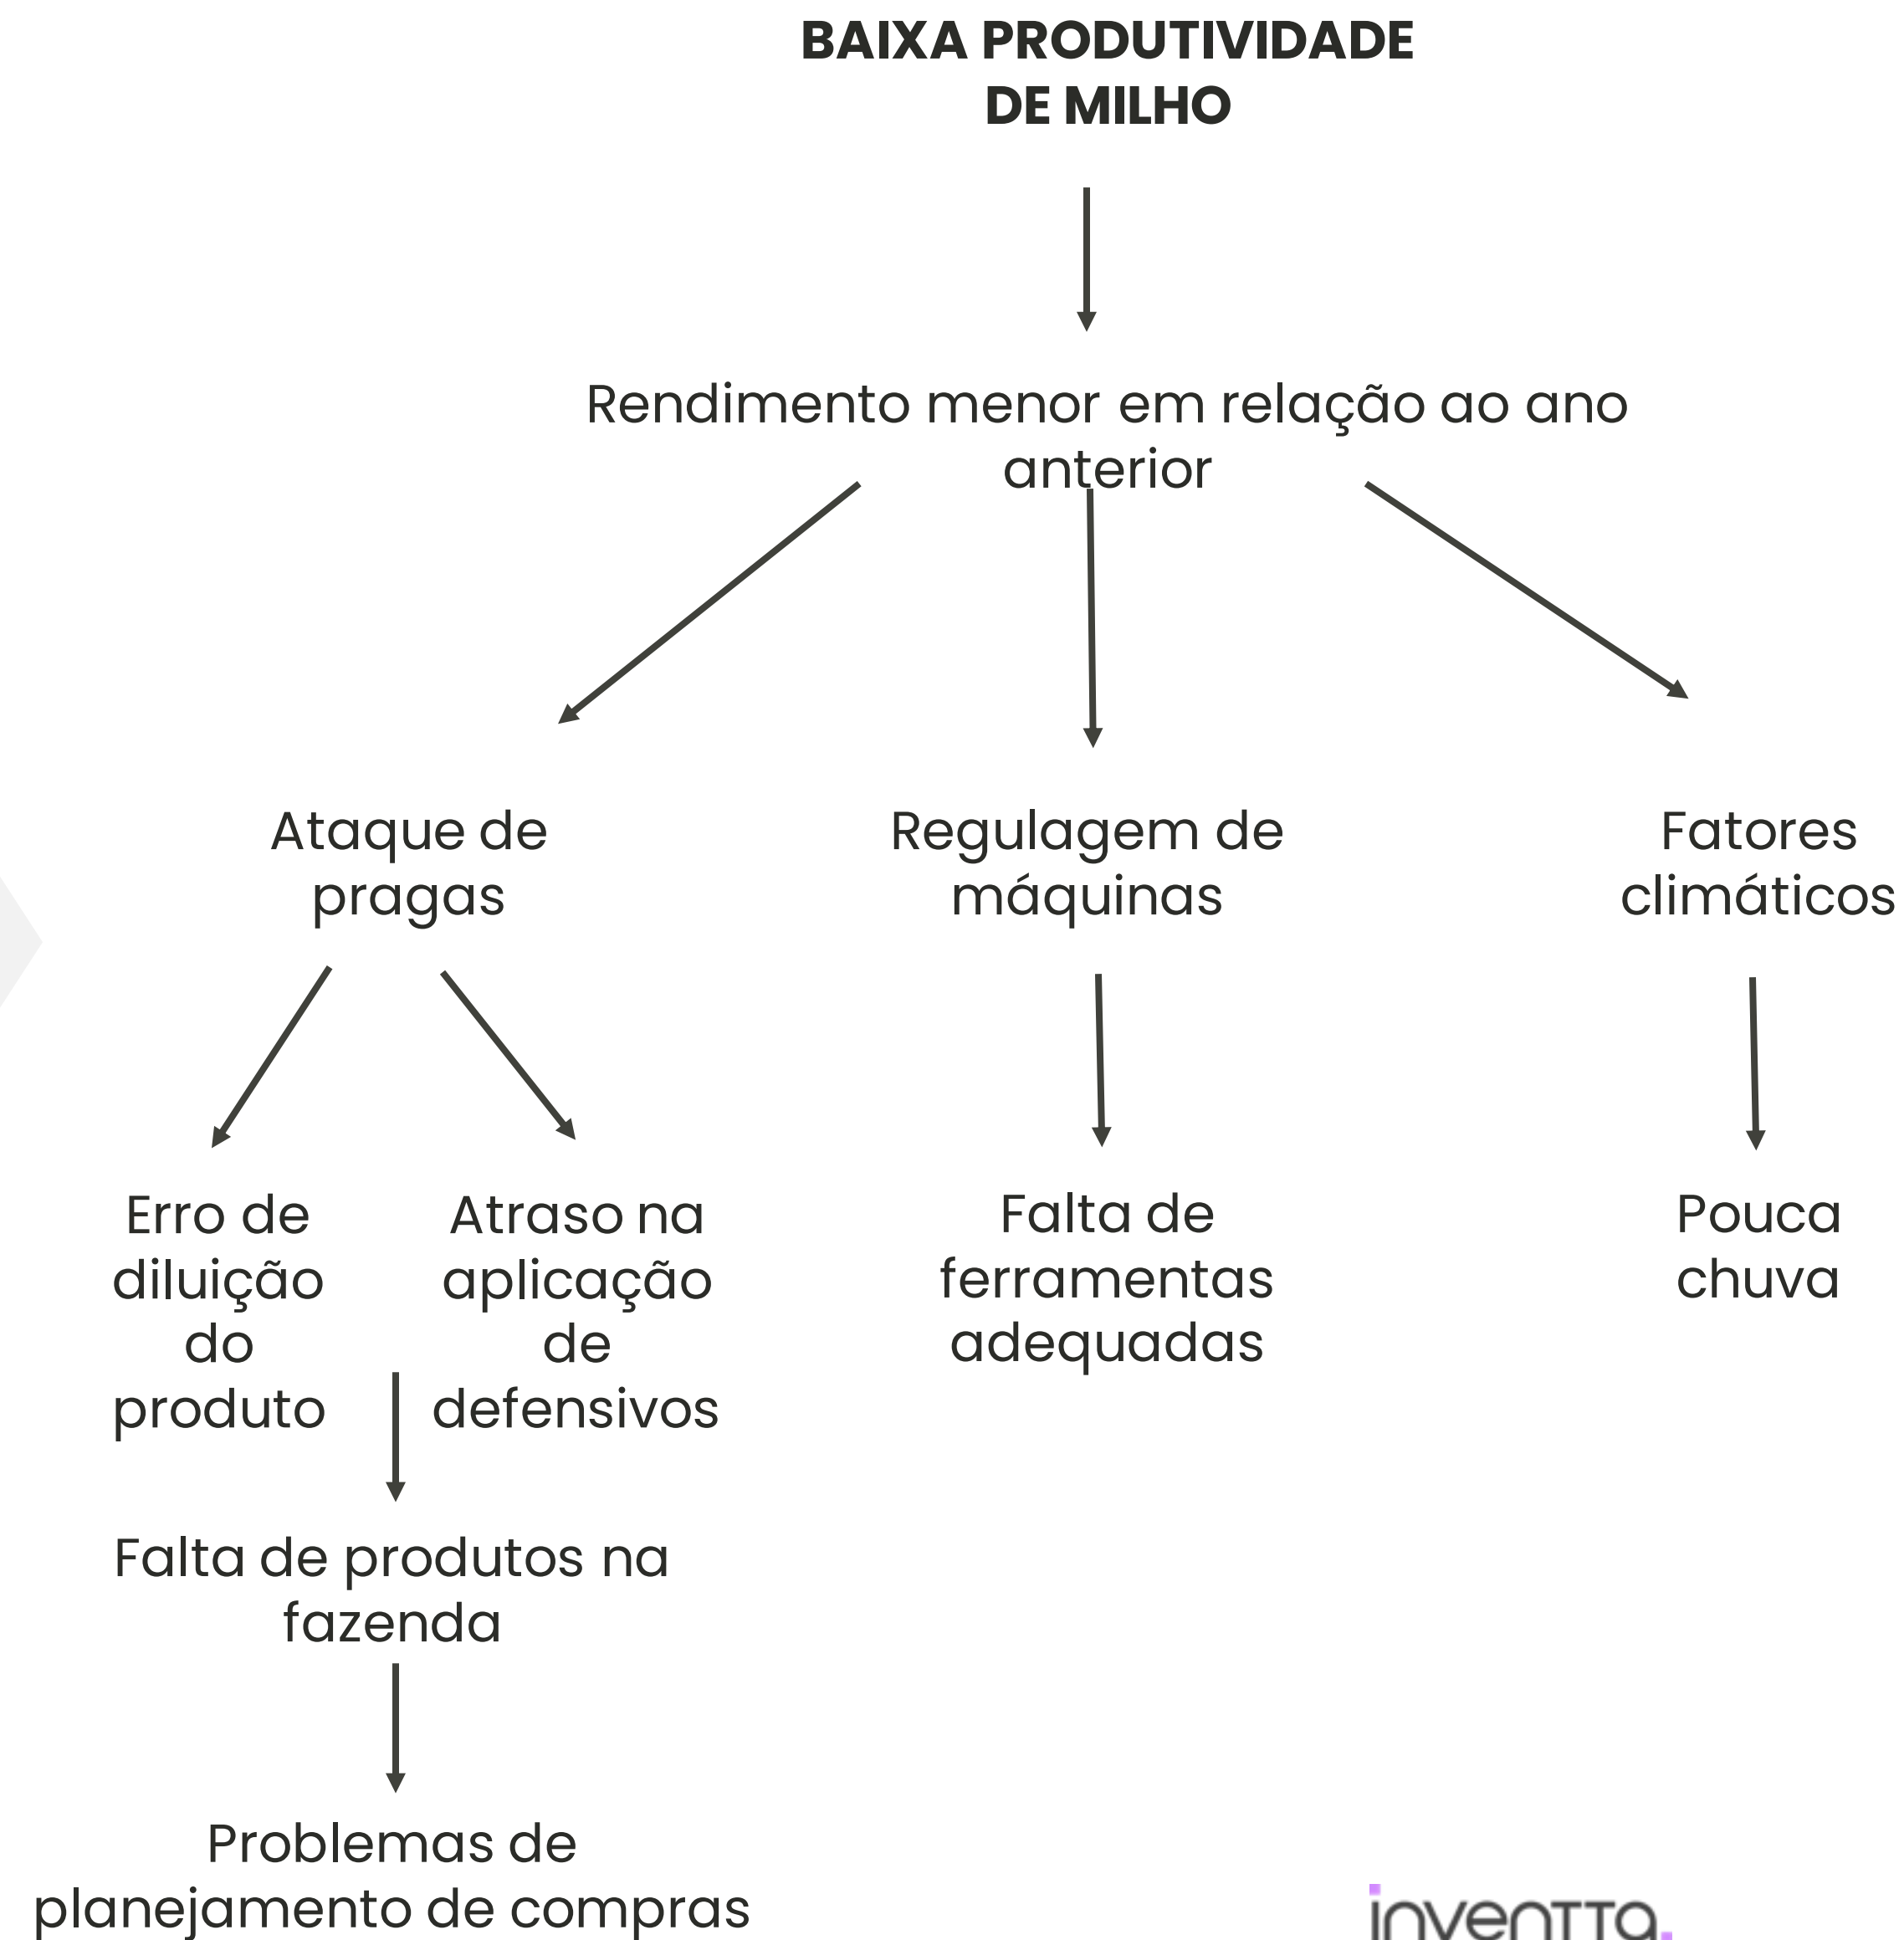 BAIXA PRODUTIVIDADE
DE MILHO
Rendimento menor em relação ao ano
anterior
Ataque de
pragas
Regulagem de
máquinas
Fatores
climáticos
Erro de
diluição
do
produto
Atraso na
aplicação
de
defensivos
Falta de
ferramentas
adequadas
Pouca
chuva
Falta de produtos na
fazenda
Problemas de
planejamento de compras
inventta.